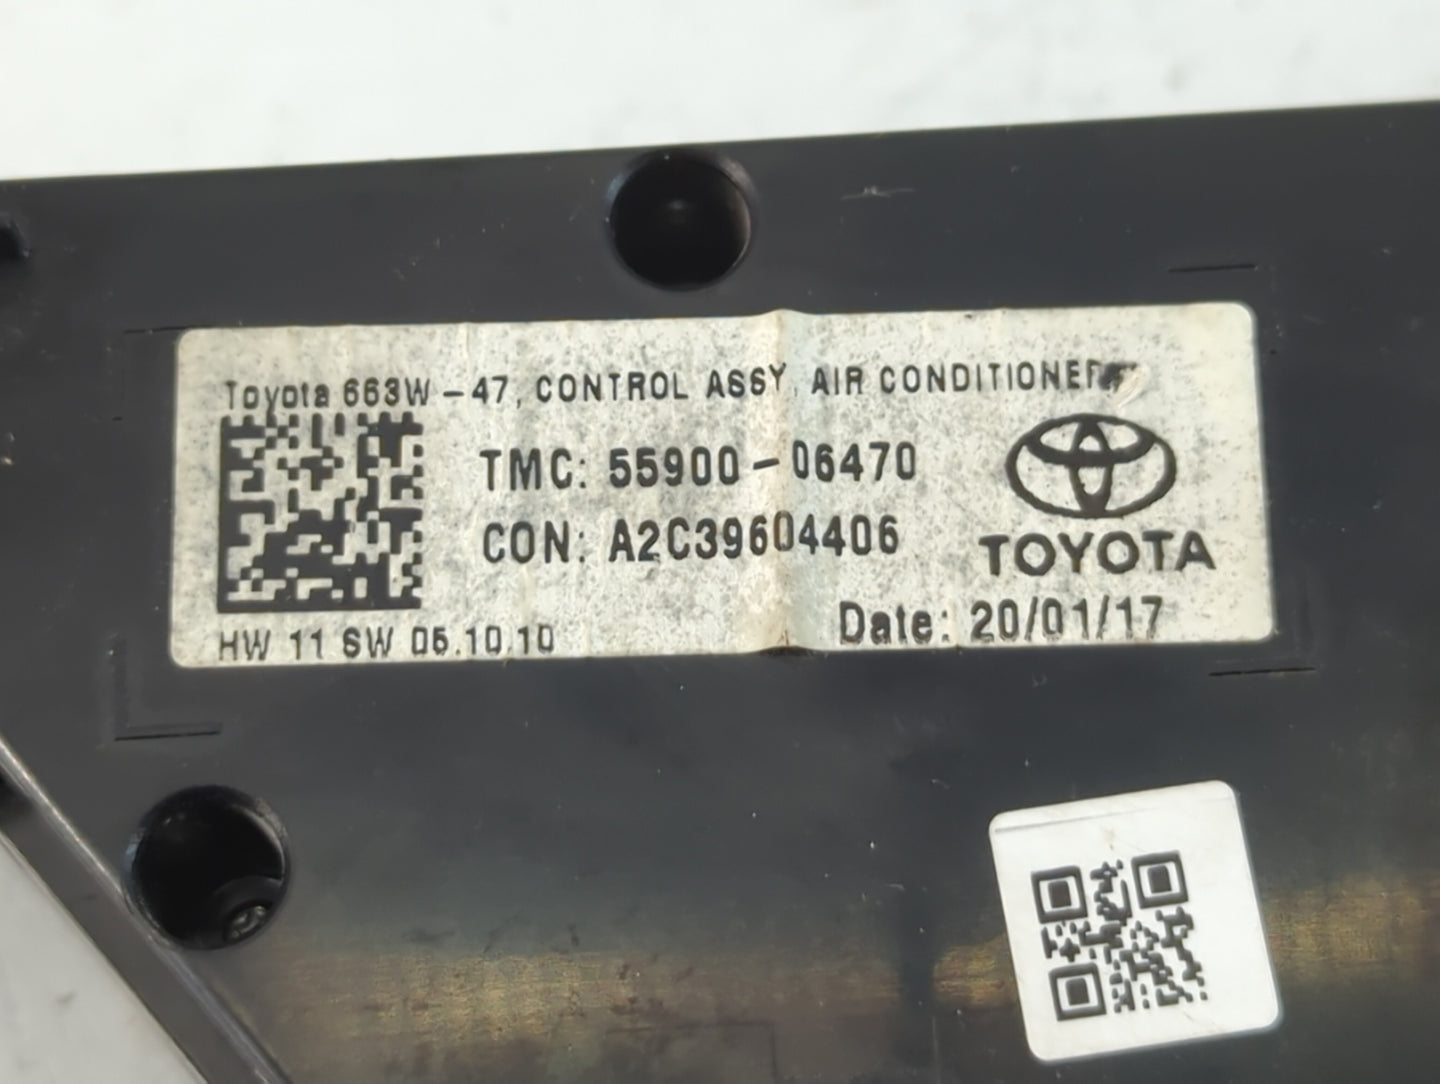 Toyota 663W-47, CONTROL ASSY, AIR CONDITIONER
TMC: 55900-06470
CON: A2C39604406
TOYOTA
HW 11 SW 05.10.10
Date: 20/01/17